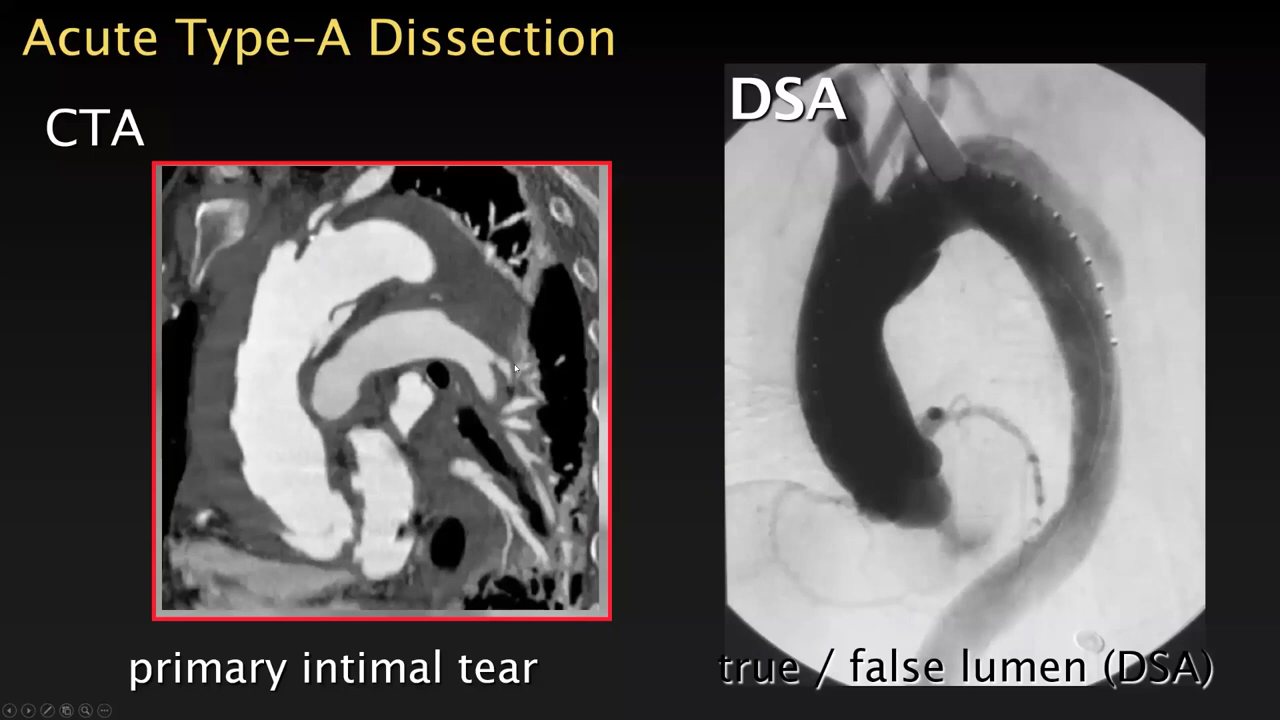 Acute Type-A Dissection
CTA
DSA
primary intimal tear
true / false lumen (DSA)